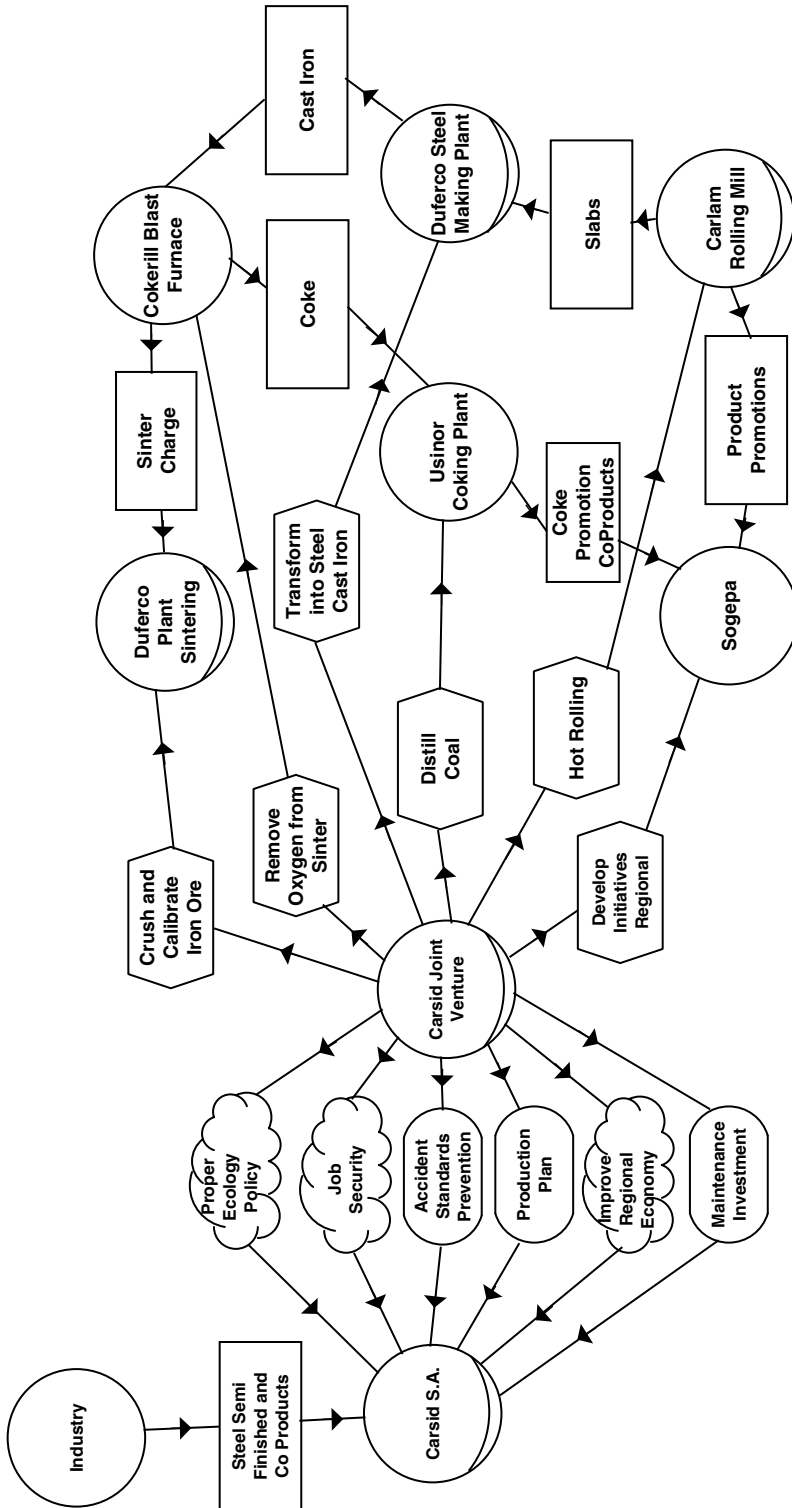 Industry
Steel Semi
Finished and
Co Products
Carsid S.A.
Proper
Ecology
Policy
Job
Security
Accident
Standards
Prevention
Production
Plan
Improve
Regional
Economy
Maintenance
Investment
Carsid Joint
Venture
Crush and
Calibrate
Iron Ore
Remove
Oxygen from
Sinter
Transform
into Steel
Cast Iron
Distill
Coal
Hot Rolling
Develop
Initiatives
Regional
Duferco
Plant
Sintering
Sinter
Charge
Cokerill Blast
Furnace
Coke
Cast Iron
Usinor
Coking Plant
Duferco Steel
Making Plant
Coke
Promotion
CoProducts
Slabs
Sogepa
Product
Promotions
Carlam
Rolling Mill